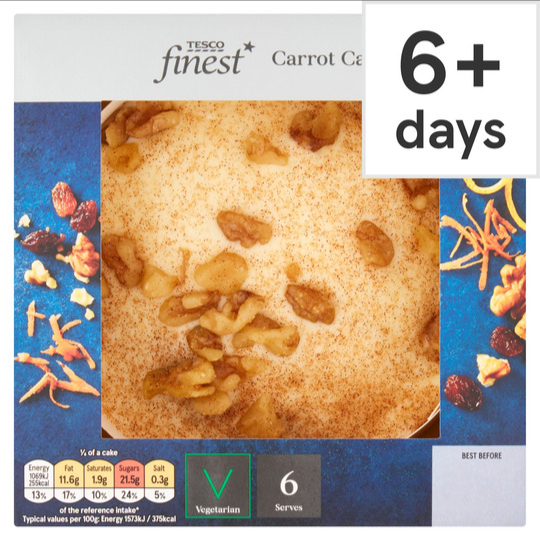 TESCO
finest*
Carrot Ca
6+
days
1/6 of a cake
Energy
1069kJ
255kcal
13%
Fat
11.6g
17%
Saturates
1.9g
10%
Sugars
21.5g
24%
Salt
0.3g
5%
of the reference intake*
Typical values per 100g: Energy 1573kJ / 375kcal
Vegetarian
6
Serves
BEST BEFORE